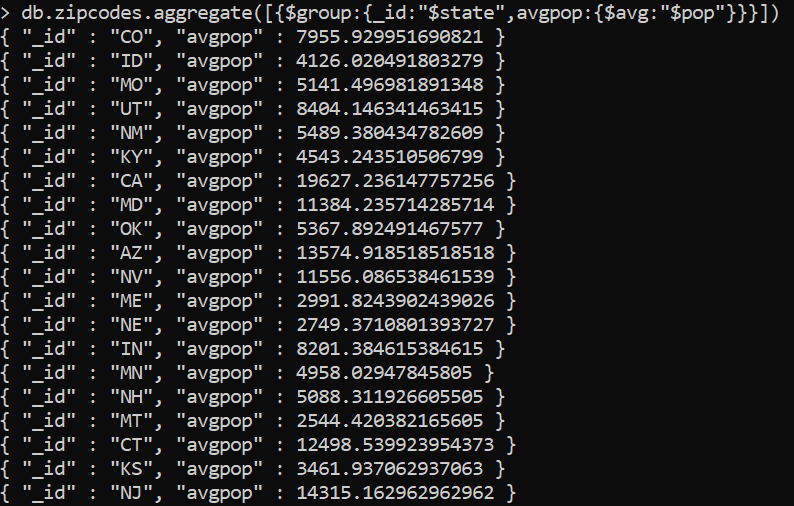 > db.zipcodes.aggregate([{$group:{_id:"$state",avgpop:{$avg:"$pop"}}}])
{ "_id" : "CO", "avgpop" : 7955.929951690821 }
{ "_id" : "ID", "avgpop" : 4126.020491803279 }
{ "_id" : "MO", "avgpop" : 5141.496981891348 }
{ "_id" : "UT", "avgpop" : 8404.146341463415 }
{ "_id" : "NM", "avgpop" : 5489.380434782609 }
{ "_id" : "KY", "avgpop" : 4543.243510506799 }
{ "_id" : "CA", "avgpop" : 19627.236147757256 }
{ "_id" : "MD", "avgpop" : 11384.235714285714 }
{ "_id" : "OK", "avgpop" : 5367.892491467577 }
{ "_id" : "AZ", "avgpop" : 13574.918518518518 }
{ "_id" : "NV", "avgpop" : 11556.086538461539 }
{ "_id" : "ME", "avgpop" : 2991.8243902439026 }
{ "_id" : "NE", "avgpop" : 2749.3710801393727 }
{ "_id" : "IN", "avgpop" : 8201.384615384615 }
{ "_id" : "MN", "avgpop" : 4958.02947845805 }
{ "_id" : "NH", "avgpop" : 5088.311926605505 }
{ "_id" : "MT", "avgpop" : 2544.420382165605 }
{ "_id" : "CT", "avgpop" : 12498.539923954373 }
{ "_id" : "KS", "avgpop" : 3461.937062937063 }
{ "_id" : "NJ", "avgpop" : 14315.162962962962 }